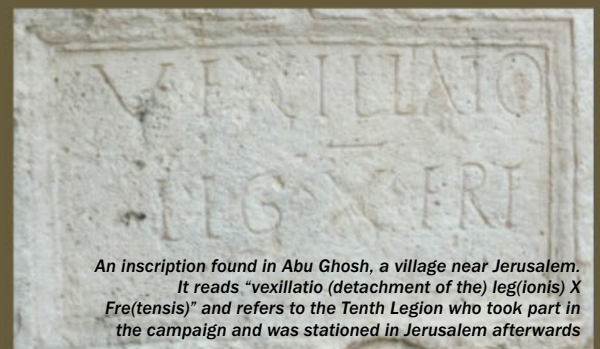 VEXILLATO
LEG X FRE
An inscription found in Abu Ghosh, a village near Jerusalem.
It reads “vexillatio (detachment of the) leg(ionis) X
Fre(tensis)” and refers to the Tenth Legion who took part in
the campaign and was stationed in Jerusalem afterwards